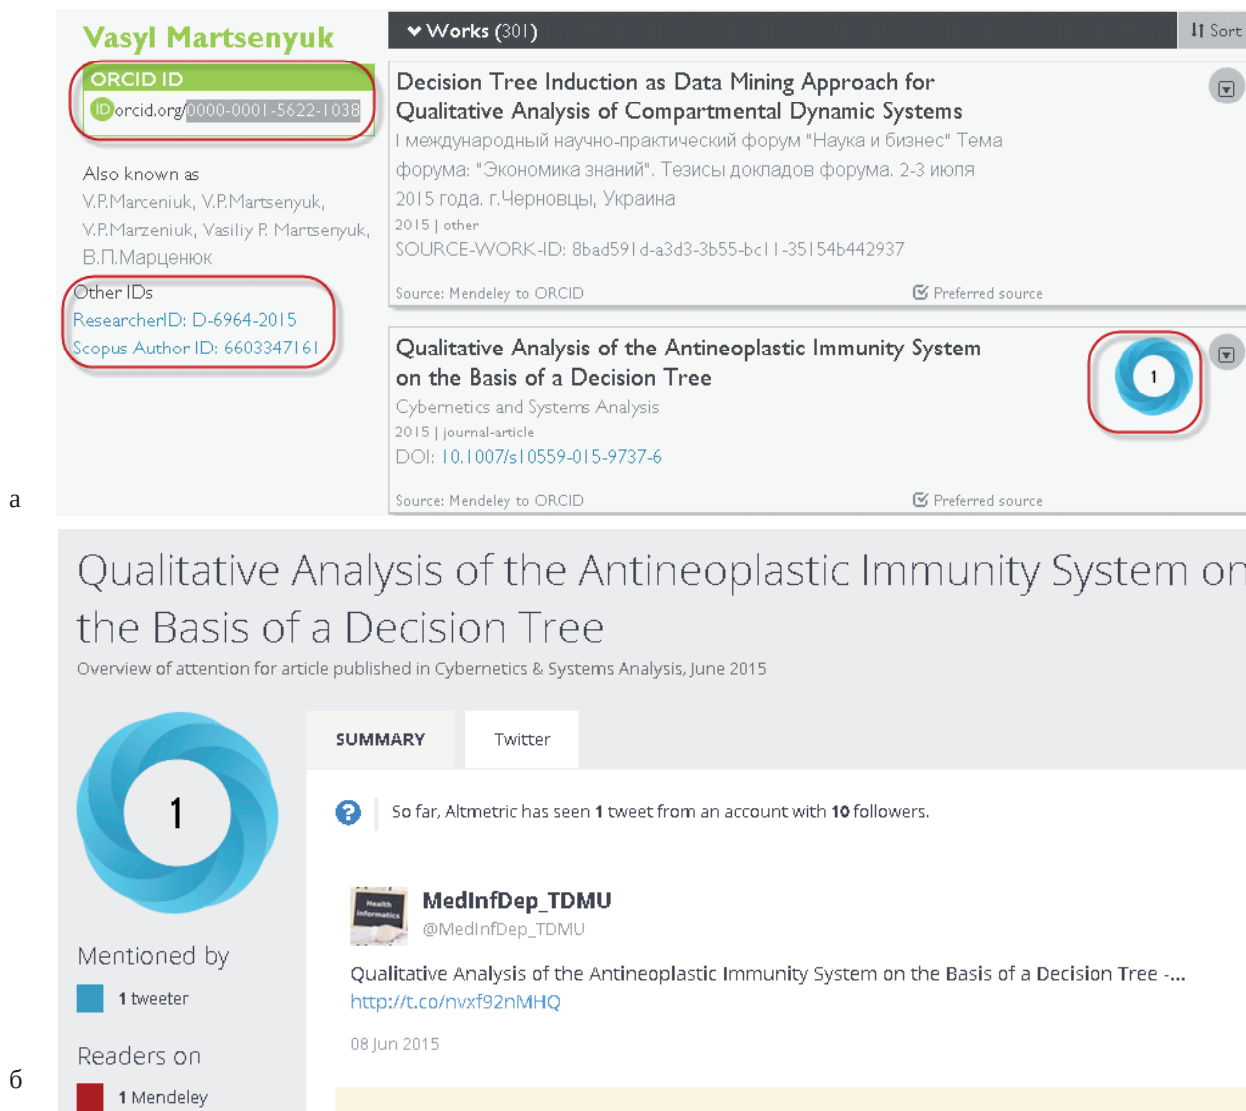 Vasyl Martsenyuk
ORCID ID
iD orcid.org/0000-0001-5622-1038
Also known as
V.P.Marceniuk, V.P.Martsenyuk,
V.P.Marzeniuk, Vasiliy P. Martsenyuk,
В.П.Марценюк
Other IDs
ResearcherID: D-6964-2015
Scopus Author ID: 6603347161
Works (301)
Sort
Decision Tree Induction as Data Mining Approach for
Qualitative Analysis of Compartmental Dynamic Systems
I международный научно-практический форум "Наука и бизнес" Тема
форума: "Экономика знаний". Тезисы докладов форума. 2-3 июля
2015 года. г.Черновцы, Украина
2015 | other
SOURCE-WORK-ID: 8bad591d-a3d3-3b55-bc11-35154b442937
Source: Mendeley to ORCID
Preferred source
Qualitative Analysis of the Antineoplastic Immunity System
on the Basis of a Decision Tree
1
Cybernetics and Systems Analysis
2015 | journal-article
DOI: 10.1007/s10559-015-9737-6
Source: Mendeley to ORCID
Preferred source
а
Qualitative Analysis of the Antineoplastic Immunity System on
the Basis of a Decision Tree
Overview of attention for article published in Cybernetics & Systems Analysis, June 2015
1
Mentioned by
1 tweeter
Readers on
1 Mendeley
SUMMARY
Twitter
? So far, Altmetric has seen 1 tweet from an account with 10 followers.
Health
Informatics
MedInfDep_TDMU
@MedInfDep_TDMU
Qualitative Analysis of the Antineoplastic Immunity System on the Basis of a Decision Tree -...
http://t.co/nvxf92nMHQ
08 Jun 2015
б